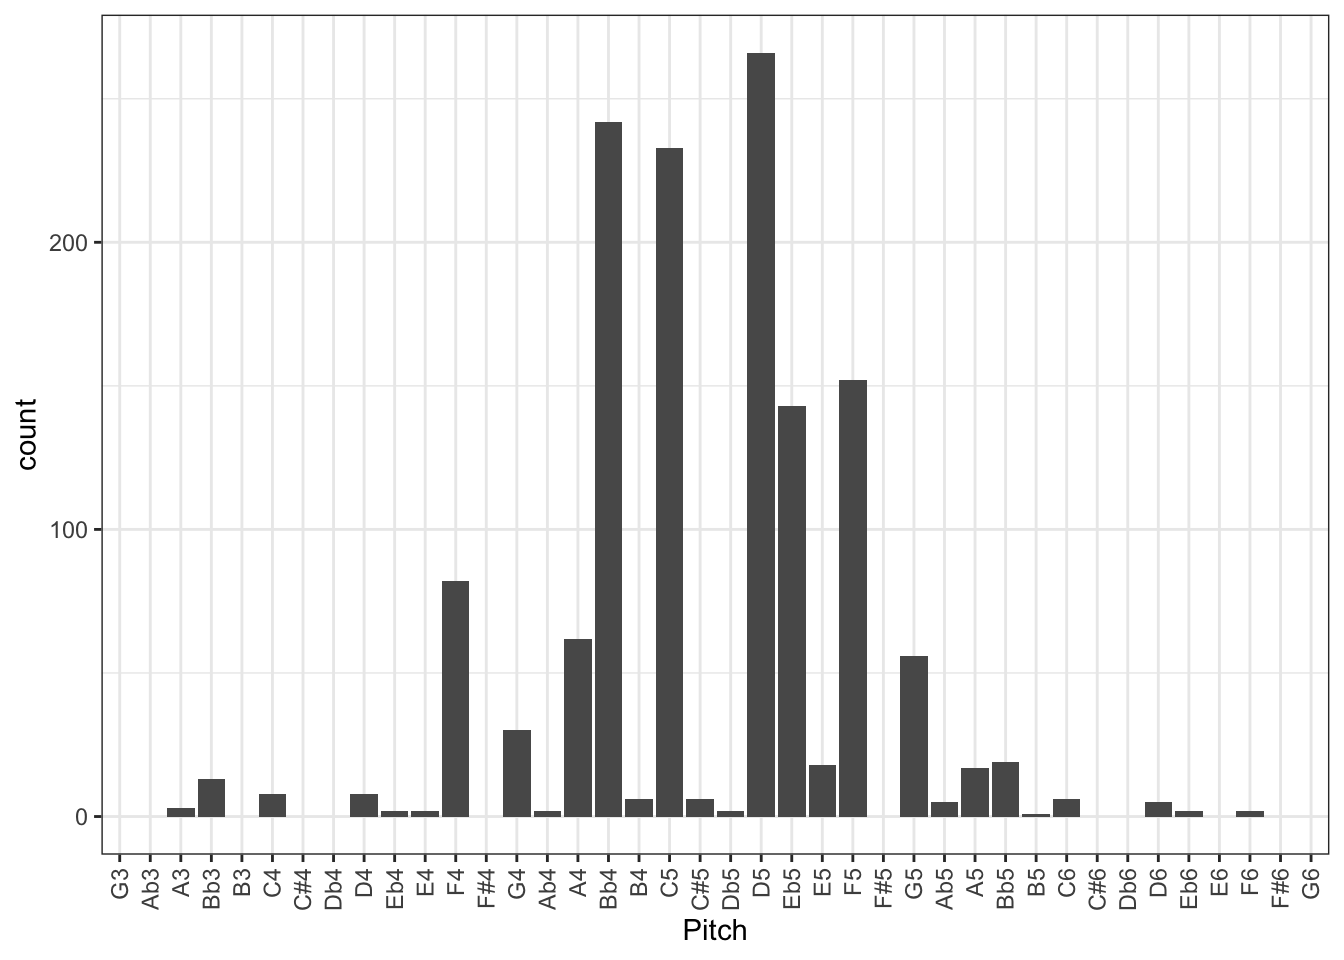 count
200
100
0
G3 Ab3 A3 Bb3 B3 C4 C#4 Db4 D4 Eb4 E4 F4 F#4 G4 Ab4 A4 Bb4 B4 C5 C#5 Db5 D5 Eb5 E5 F5 F#5 G5 Ab5 A5 Bb5 B5 C6 C#6 Db6 D6 Eb6 E6 F6 F#6 G6
Pitch